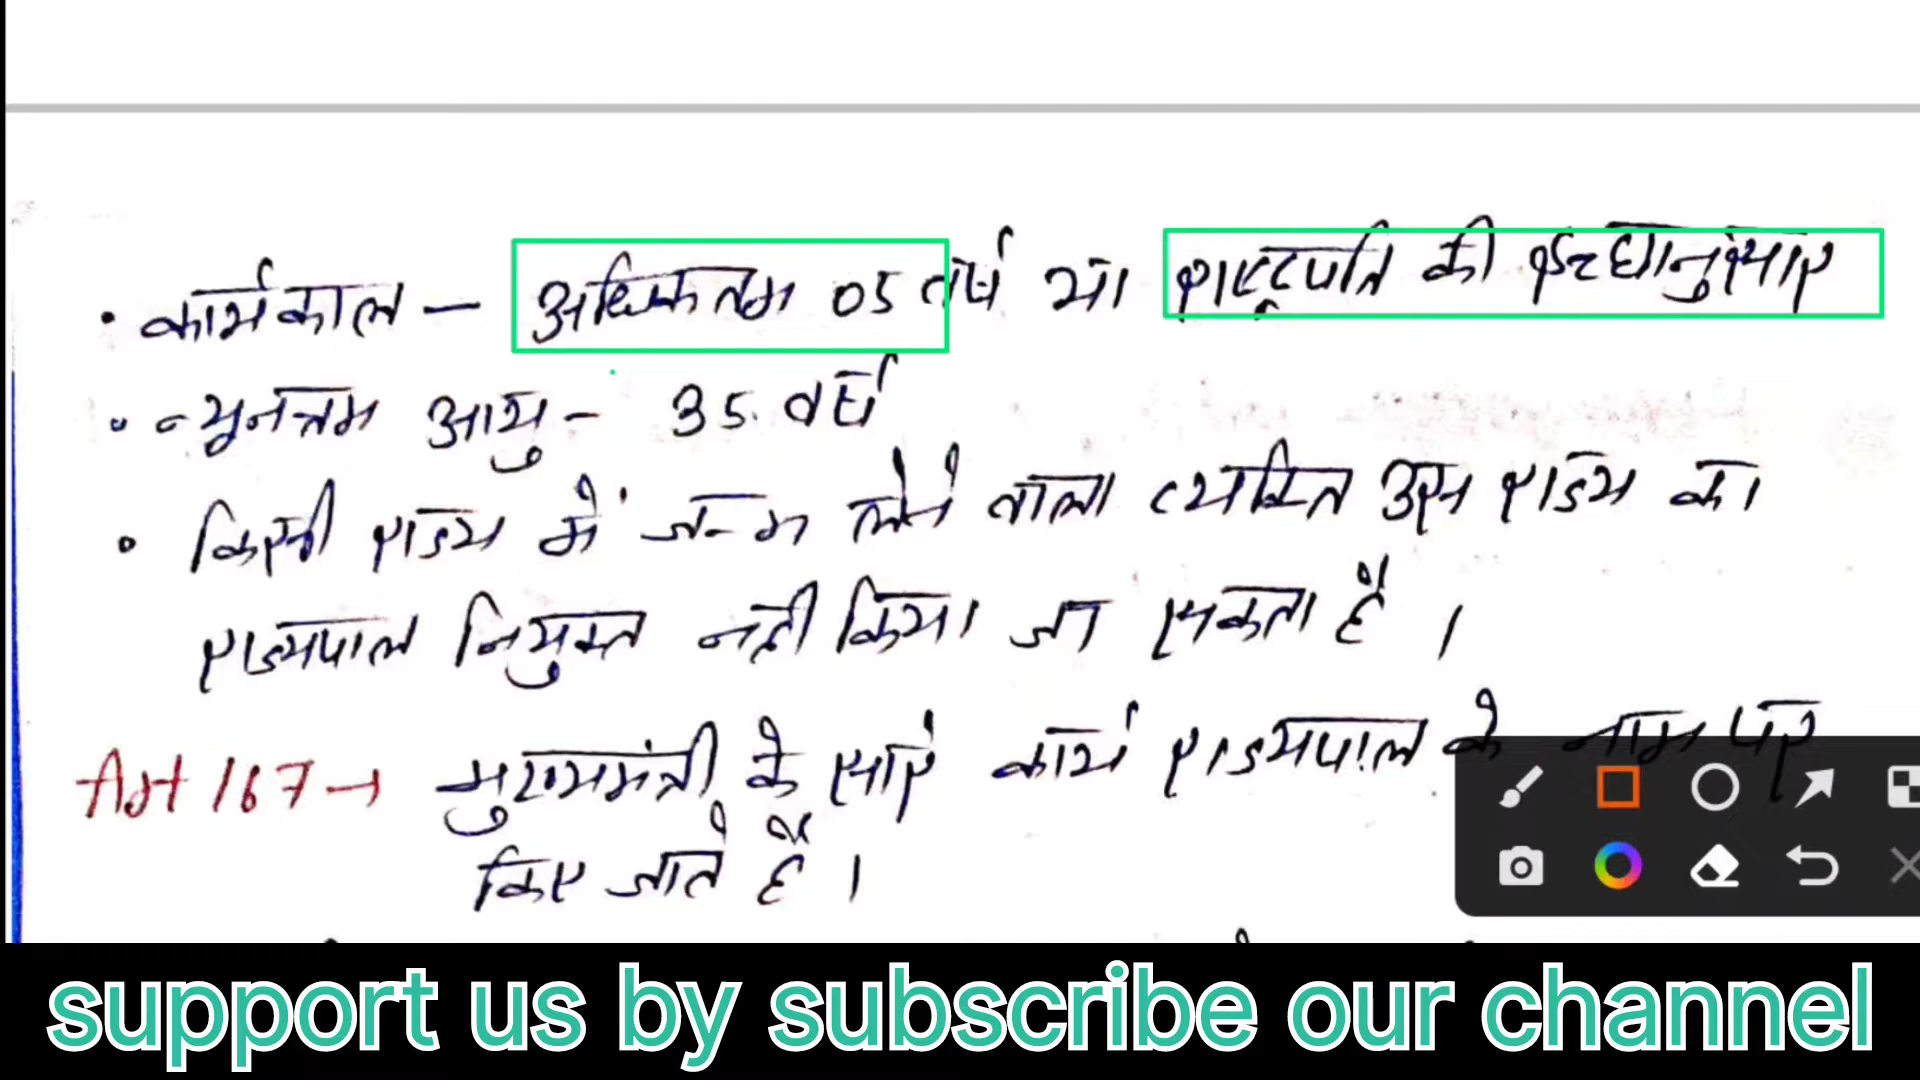 • कार्यकाल – अधिकतम 05 वर्ष या राष्ट्रपति की इच्छानुसार
• न्यूनतम आयु – 35 वर्ष
• किसी राज्य में जन्म लेने वाला व्यक्ति उस राज्य का
राज्यपाल नियुक्त नही किया जा सकता है ।
Art 167 → मुख्यमंत्री के सारे कार्य राज्यपाल के नाम पर
किए जाते हैं ।
support us by subscribe our channel